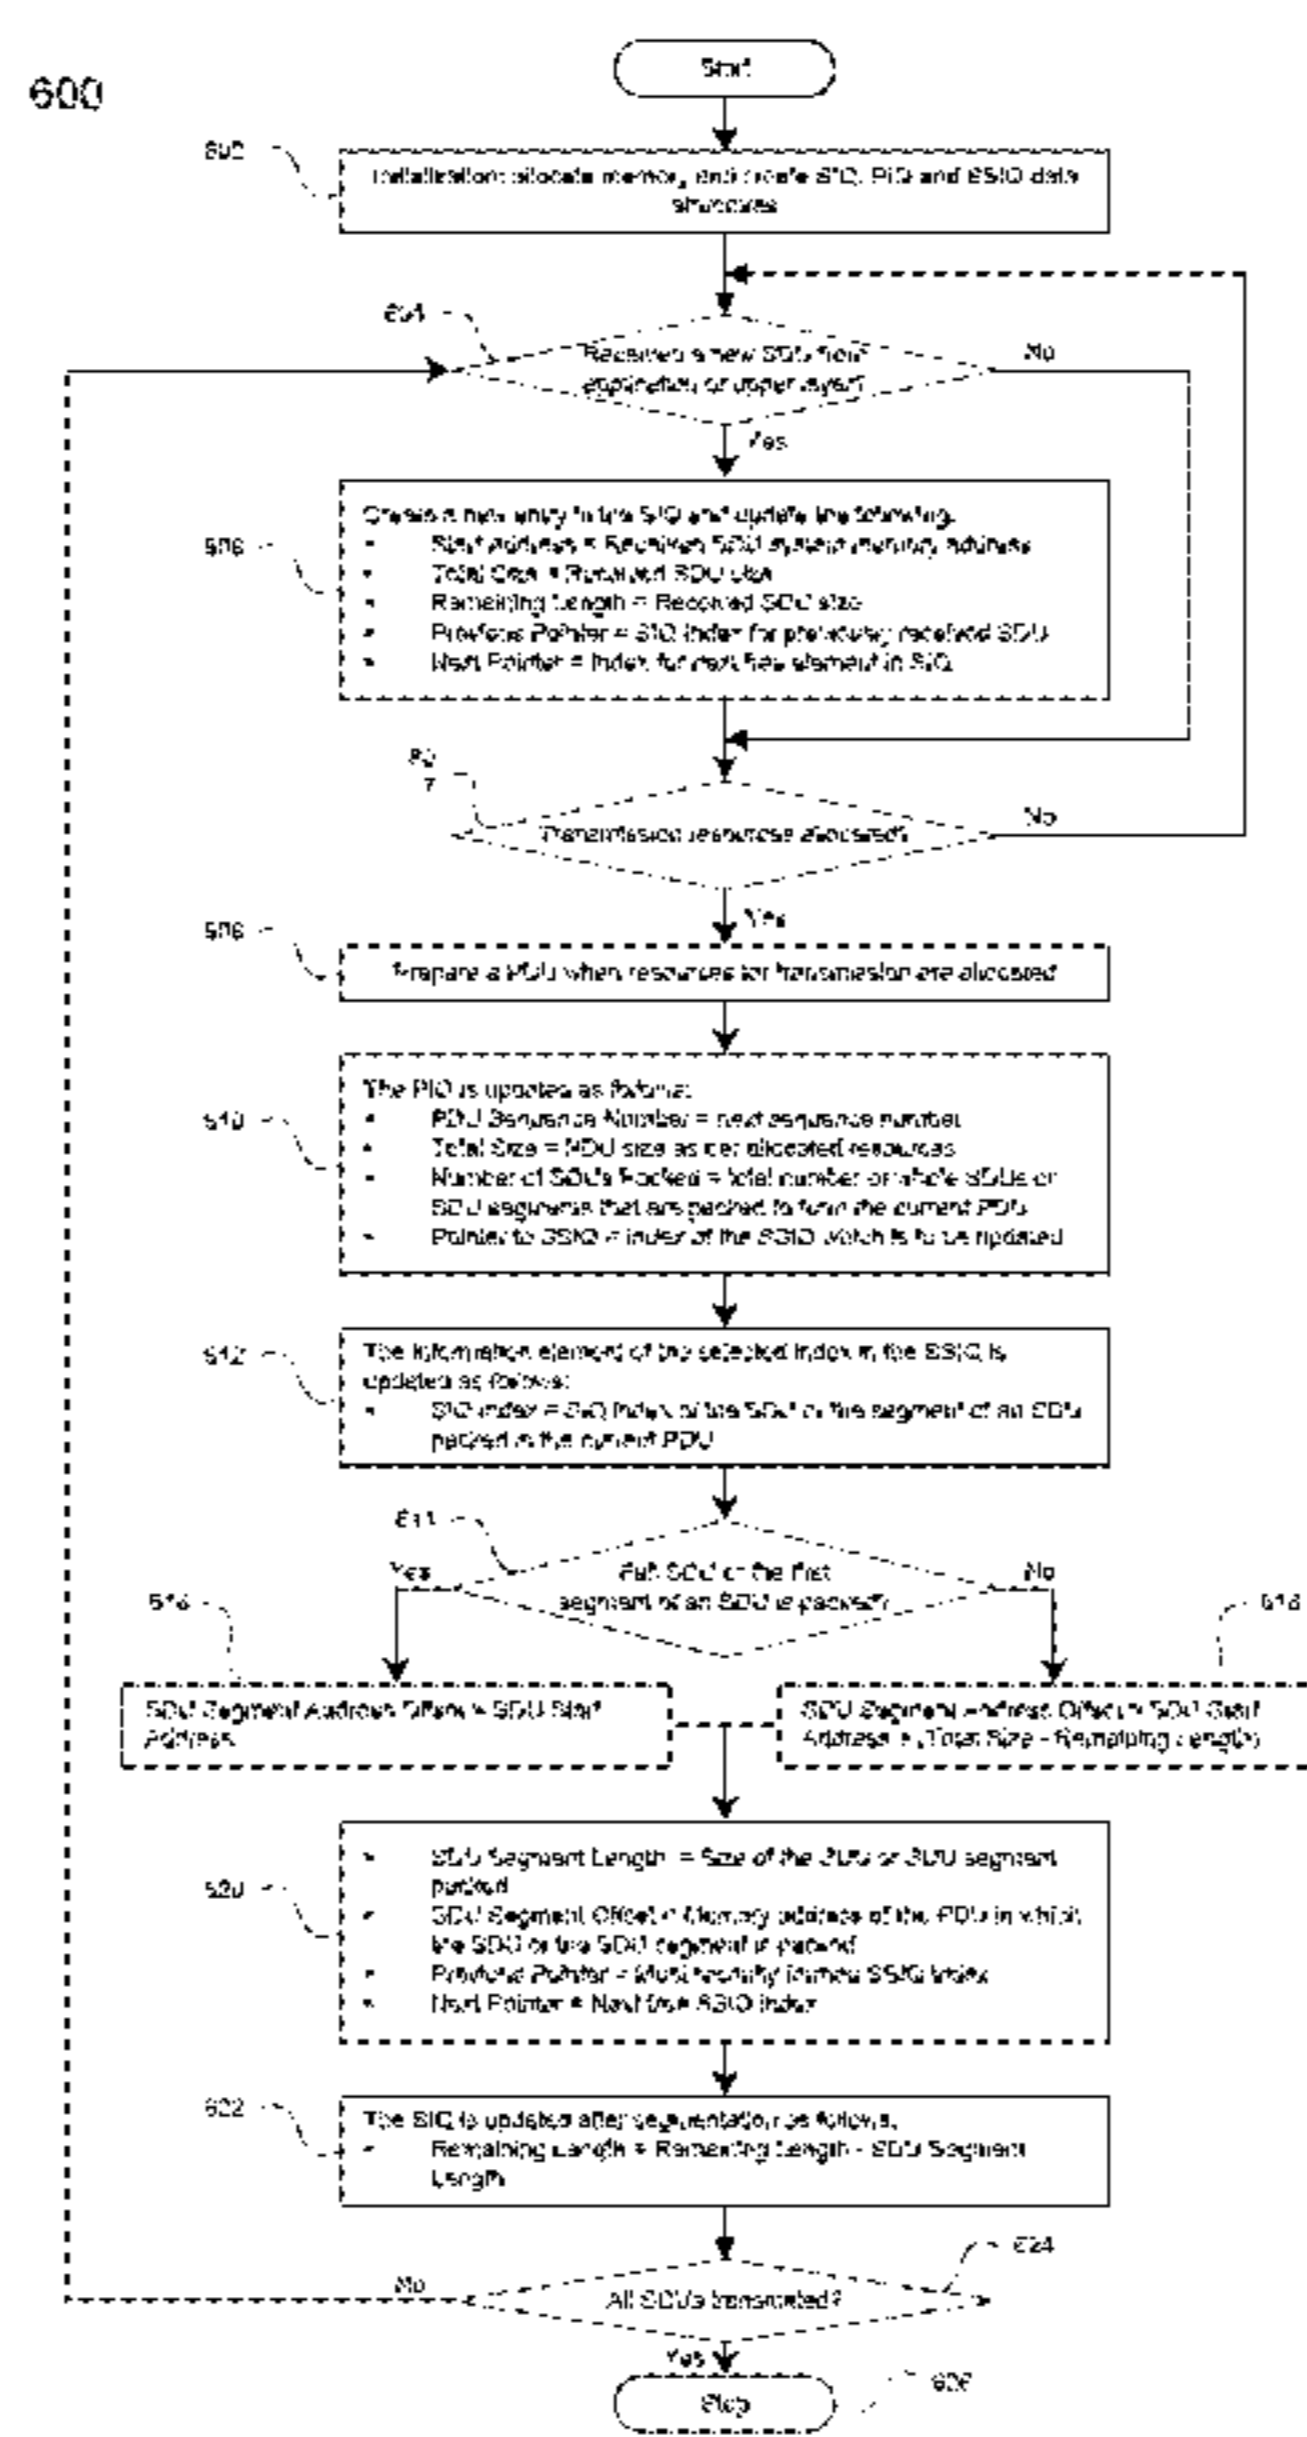 600
Start
602
Initialization: allocate memory and create SIQ, PIQ and SSIQ data
structures
604
Received a new SDU from
application or upper layer?
No
Yes
606
Create a new entry in the SIQ and update the following:
• Start address = Received SDU system memory address
• Total Size = Received SDU size
• Remaining Length = Received SDU size
• Previous Pointer = SIQ index for previously received SDU
• Next Pointer = Index for next free element in SIQ
60
7
Transmission resources allocated?
No
Yes
608
Prepare a PDU when resources for transmission are allocated
610
The PIQ is updated as follows:
• PDU Sequence Number = next sequence number
• Total Size = PDU size as per allocated resources
• Number of SDUs Packed = total number of whole SDUs or
SDU segments that are packed to form the current PDU
• Pointer to SSIQ = index of the SSIQ which is to be updated
612
The information element of the selected index in the SSIQ is
updated as follows:
• SIQ index = SIQ index of the SDU or the segment of an SDU
packed in the current PDU
614
Full SDU or the first
segment of an SDU is packed?
Yes
No
616
SDU Segment Address Offset = SDU Start
Address
618
SDU Segment Address Offset = SDU Start
Address + (Total Size - Remaining Length)
620
• SDU Segment Length = Size of the SDU or SDU segment
packed
• SDU Segment Offset = Memory address of the PDU in which
the SDU or the SDU segment is packed
• Previous Pointer = Most recently formed SSIQ index
• Next Pointer = Next free SSIQ index
622
The SIQ is updated after segmentation as follows:
• Remaining Length = Remaining Length - SDU Segment
Length
624
All SDUs transmitted?
No
Yes
Stop
626